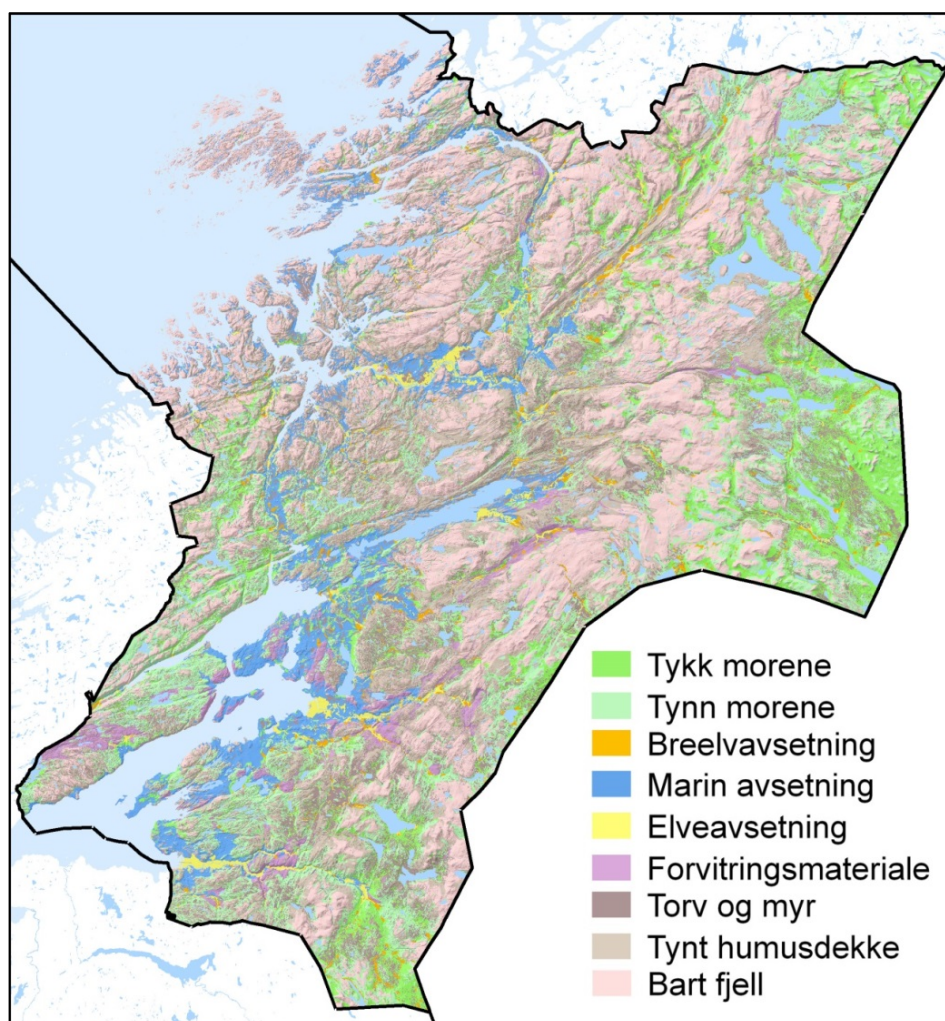 Tykk morene
Tynn morene
Breelvavsetning
Marin avsetning
Elveavsetning
Forvitringsmateriale
Torv og myr
Tynt humusdekke
Bart fjell